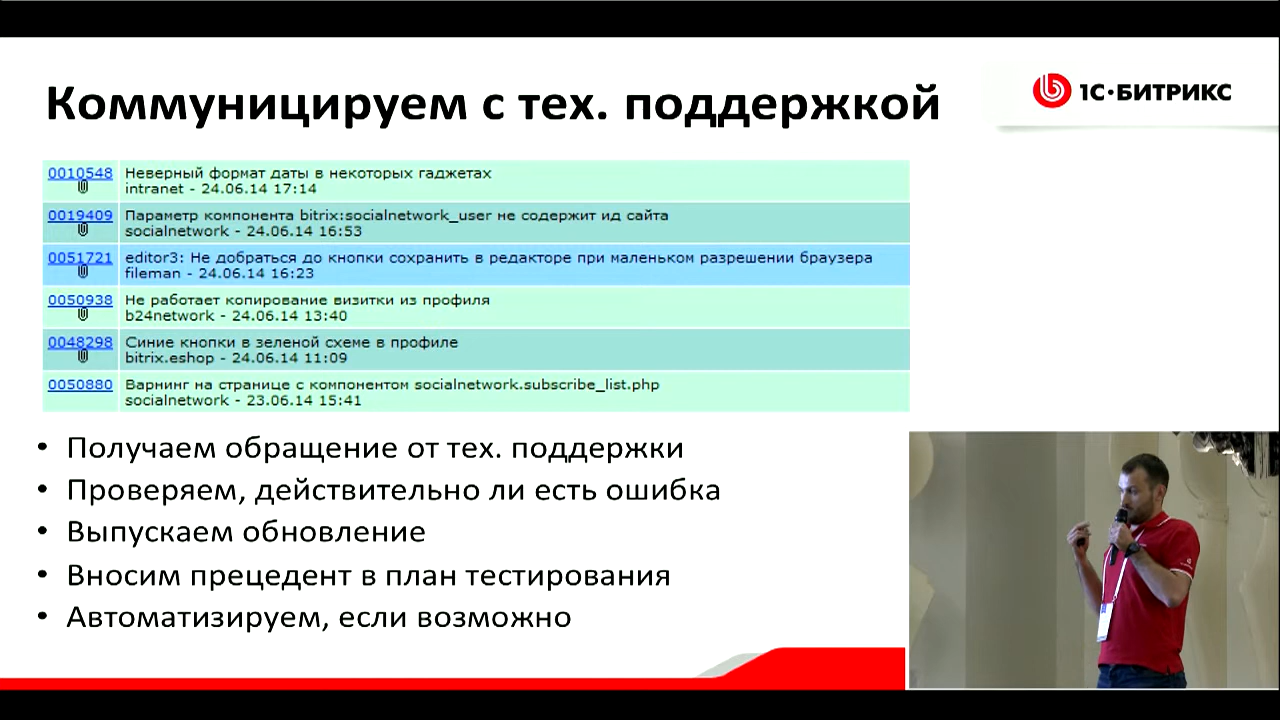 Коммуницируем с тех. поддержкой
1С•БИТРИКС
0010548 Неверный формат даты в некоторых гаджетах
intranet - 24.06.14 17:14
0019409 Параметр компонента bitrix:socialnetwork_user не содержит ид сайта
socialnetwork - 24.06.14 16:53
0051721 editor3: Не добраться до кнопки сохранить в редакторе при маленьком разрешении браузера
fileman - 24.06.14 16:23
0050938 Не работает копирование визитки из профиля
b24network - 24.06.14 13:40
0048298 Синие кнопки в зеленой схеме в профиле
bitrix.eshop - 24.06.14 11:09
0050880 Варнинг на странице с компонентом socialnetwork.subscribe_list.php
socialnetwork - 23.06.14 15:41
• Получаем обращение от тех. поддержки
• Проверяем, действительно ли есть ошибка
• Выпускаем обновление
• Вносим прецедент в план тестирования
• Автоматизируем, если возможно